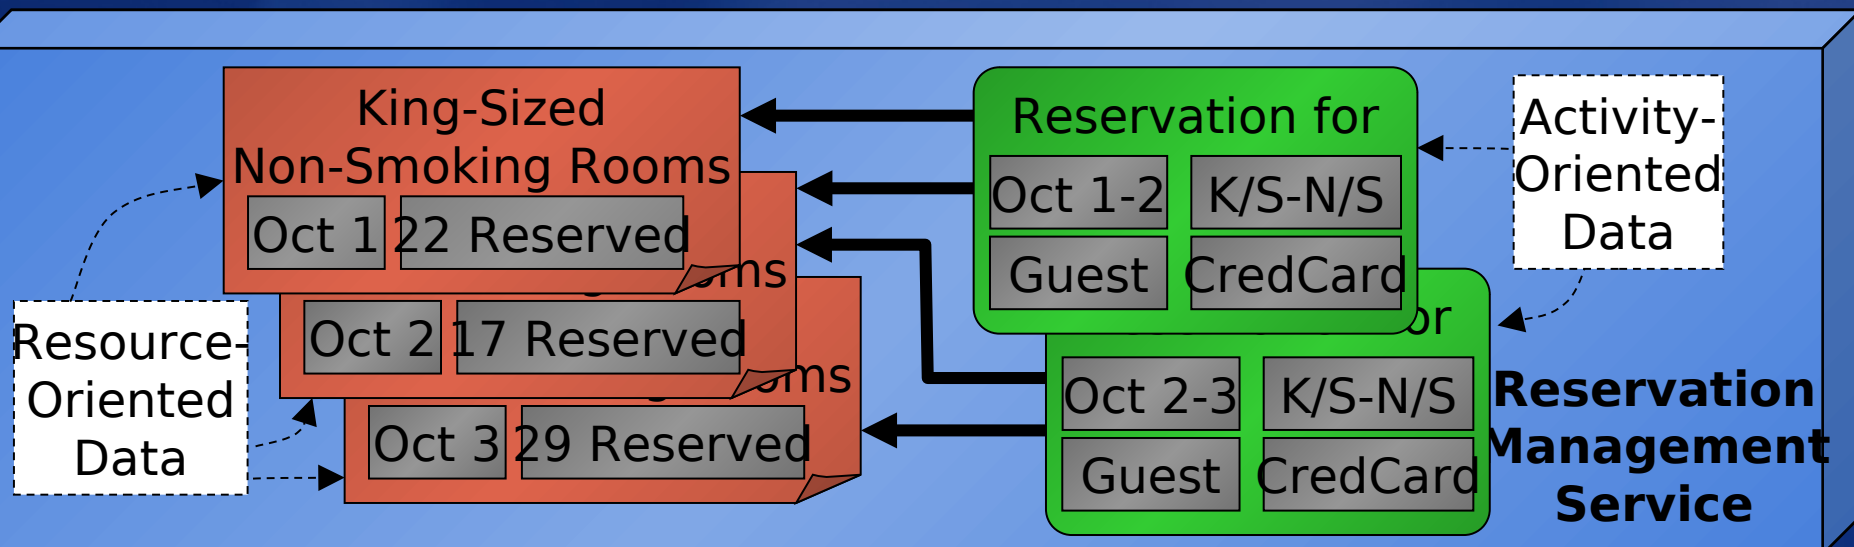 King-Sized
Non-Smoking Rooms
Oct 1 22 Reserved
Oct 2 17 Reserved
Oct 3 29 Reserved
Resource-
Oriented
Data
Reservation for
Oct 1-2 K/S-N/S
Guest CredCard
Oct 2-3 K/S-N/S
Guest CredCard
Activity-
Oriented
Data
Reservation
Management
Service